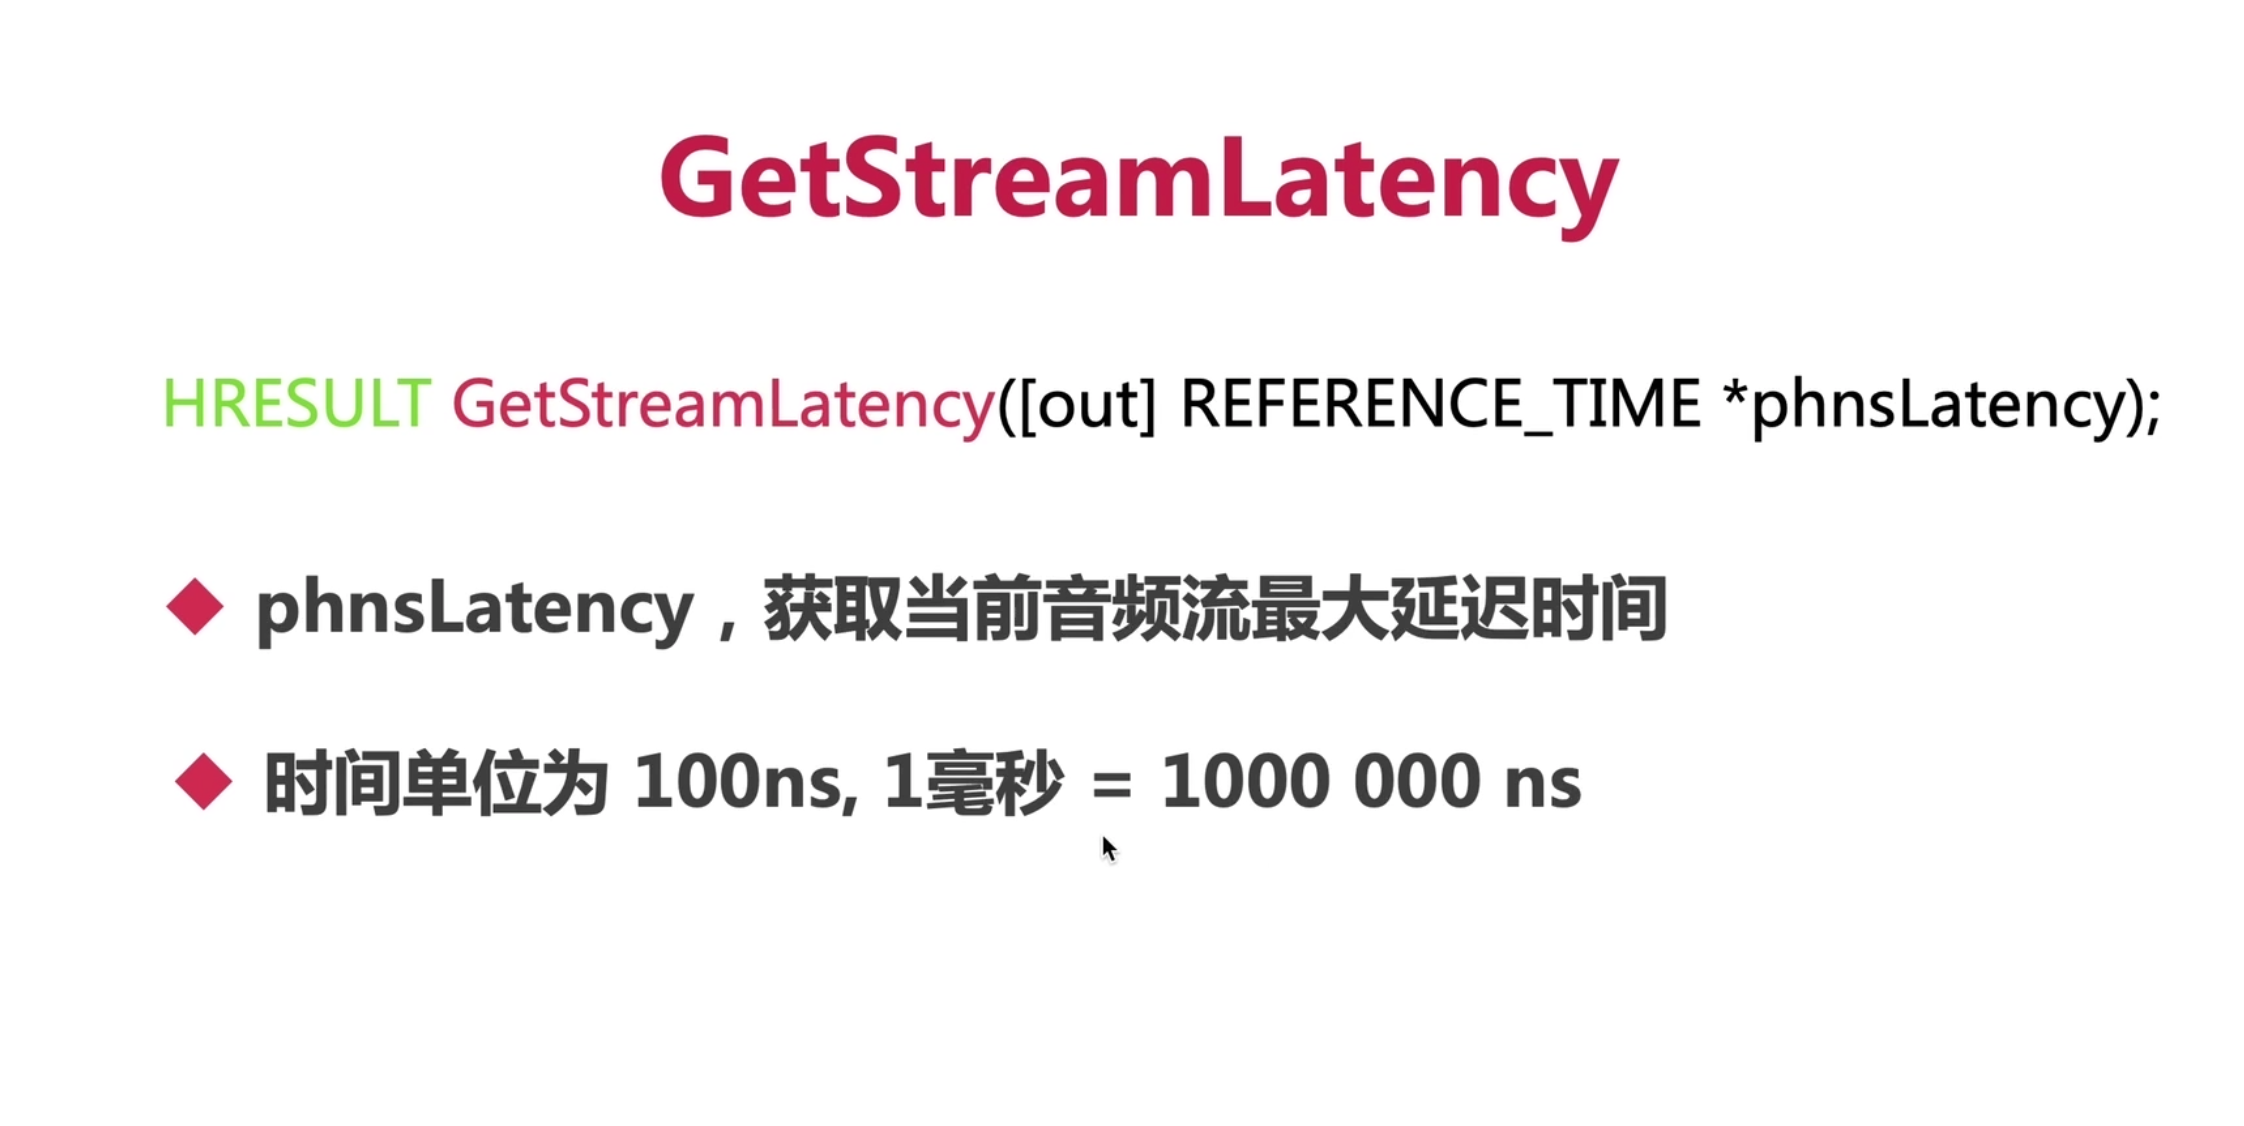 GetStreamLatency
HRESULT GetStreamLatency([out] REFERENCE_TIME *phnsLatency);
phnsLatency，获取当前音频流最大延迟时间
时间单位为 100ns, 1毫秒 = 1000 000 ns